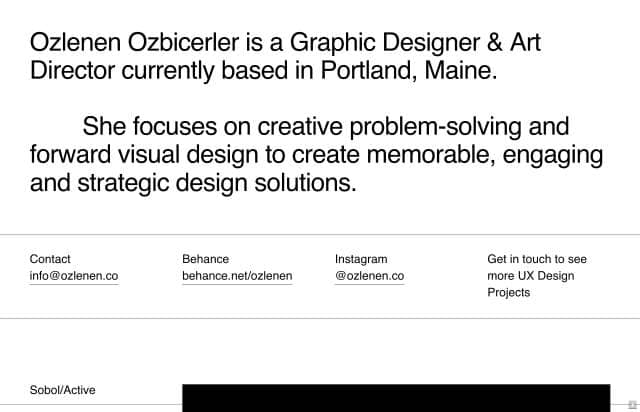 Ozlenen Ozbicerler is a Graphic Designer & Art
Director currently based in Portland, Maine.
She focuses on creative problem-solving and
forward visual design to create memorable, engaging
and strategic design solutions.
Contact
info@ozlenen.co
Behance
behance.net/ozlenen
Instagram
@ozlenen.co
Get in touch to see
more UX Design
Projects
Sobol/Active